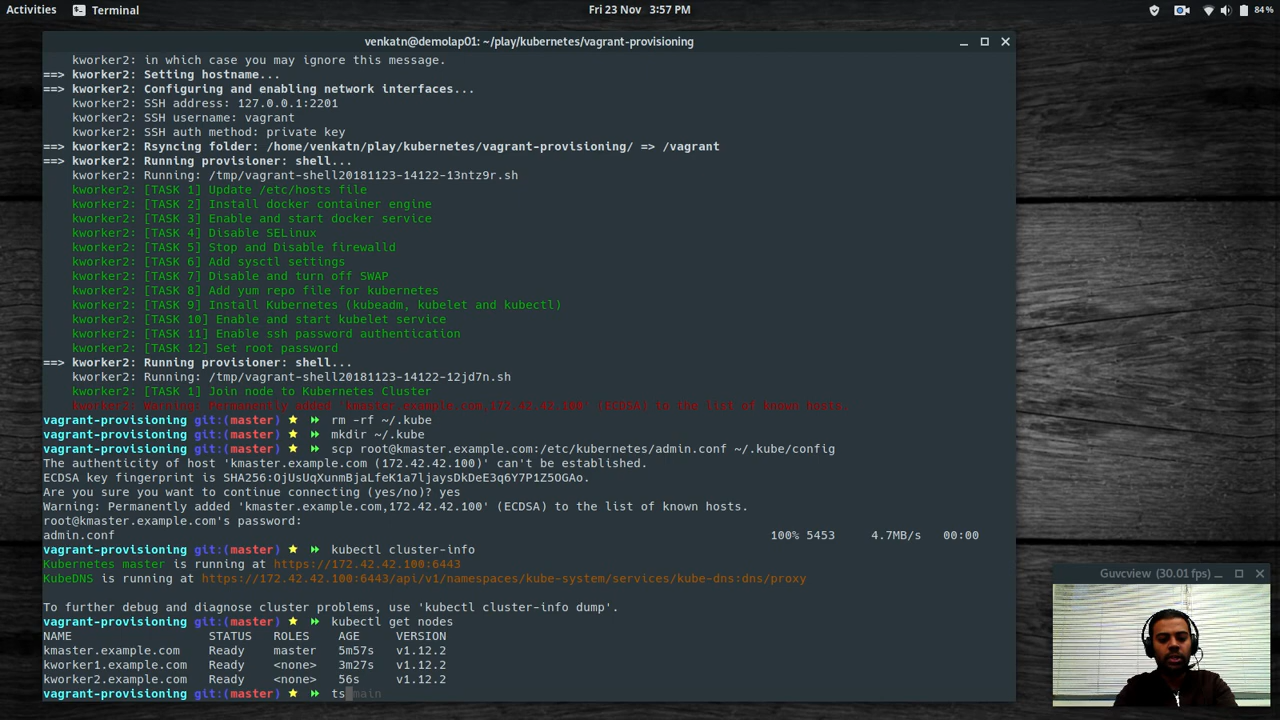 Activities Terminal Fri 23 Nov 3:57 PM 84 %
venkatn@demolap01: ~/play/kubernetes/vagrant-provisioning
kworker2: in which case you may ignore this message.
==> kworker2: Setting hostname...
==> kworker2: Configuring and enabling network interfaces...
kworker2: SSH address: 127.0.0.1:2201
kworker2: SSH username: vagrant
kworker2: SSH auth method: private key
==> kworker2: Rsyncing folder: /home/venkatn/play/kubernetes/vagrant-provisioning/ => /vagrant
==> kworker2: Running provisioner: shell...
kworker2: Running: /tmp/vagrant-shell20181123-14122-13ntz9r.sh
kworker2: [TASK 1] Update /etc/hosts file
kworker2: [TASK 2] Install docker container engine
kworker2: [TASK 3] Enable and start docker service
kworker2: [TASK 4] Disable SELinux
kworker2: [TASK 5] Stop and Disable firewalld
kworker2: [TASK 6] Add sysctl settings
kworker2: [TASK 7] Disable and turn off SWAP
kworker2: [TASK 8] Add yum repo file for kubernetes
kworker2: [TASK 9] Install Kubernetes (kubeadm, kubelet and kubectl)
kworker2: [TASK 10] Enable and start kubelet service
kworker2: [TASK 11] Enable ssh password authentication
kworker2: [TASK 12] Set root password
==> kworker2: Running provisioner: shell...
kworker2: Running: /tmp/vagrant-shell20181123-14122-12jd7n.sh
kworker2: [TASK 1] Join node to Kubernetes Cluster
kworker2: Warning: Permanently added 'kmaster.example.com,172.42.42.100' (ECDSA) to the list of known hosts.
vagrant-provisioning git:(master) rm -rf ~/.kube
vagrant-provisioning git:(master) mkdir ~/.kube
vagrant-provisioning git:(master) scp root@kmaster.example.com:/etc/kubernetes/admin.conf ~/.kube/config
The authenticity of host 'kmaster.example.com (172.42.42.100)' can't be established.
ECDSA key fingerprint is SHA256:OjUsUqXunmBjaLfeK1a7ljaysDkDeE3q6Y7P1Z5OGAo.
Are you sure you want to continue connecting (yes/no)? yes
Warning: Permanently added 'kmaster.example.com,172.42.42.100' (ECDSA) to the list of known hosts.
root@kmaster.example.com's password:
admin.conf 100% 5453 4.7MB/s 00:00
vagrant-provisioning git:(master) kubectl cluster-info
Kubernetes master is running at https://172.42.42.100:6443
KubeDNS is running at https://172.42.42.100:6443/api/v1/namespaces/kube-system/services/kube-dns:dns/proxy
To further debug and diagnose cluster problems, use 'kubectl cluster-info dump'.
vagrant-provisioning git:(master) kubectl get nodes
NAME STATUS ROLES AGE VERSION
kmaster.example.com Ready master 5m57s v1.12.2
kworker1.example.com Ready <none> 3m27s v1.12.2
kworker2.example.com Ready <none> 56s v1.12.2
vagrant-provisioning git:(master) ts main
Guvcview (30.01 fps)